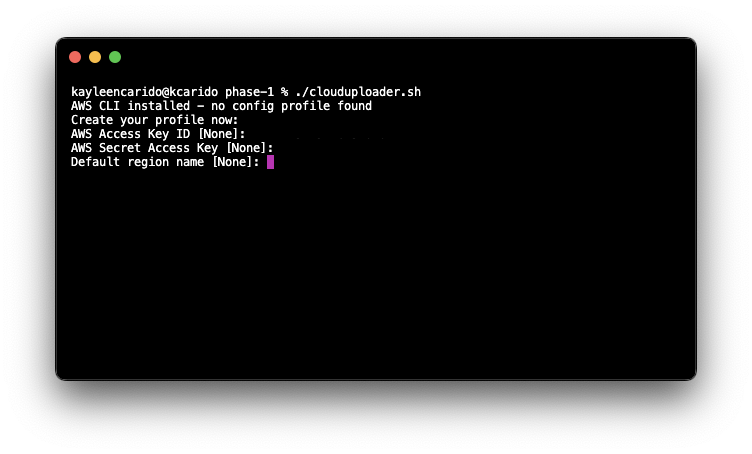 kayleencarido@kcarido phase-1 % ./clouduploader.sh
AWS CLI installed - no config profile found
Create your profile now:
AWS Access Key ID [None]:
AWS Secret Access Key [None]:
Default region name [None]: